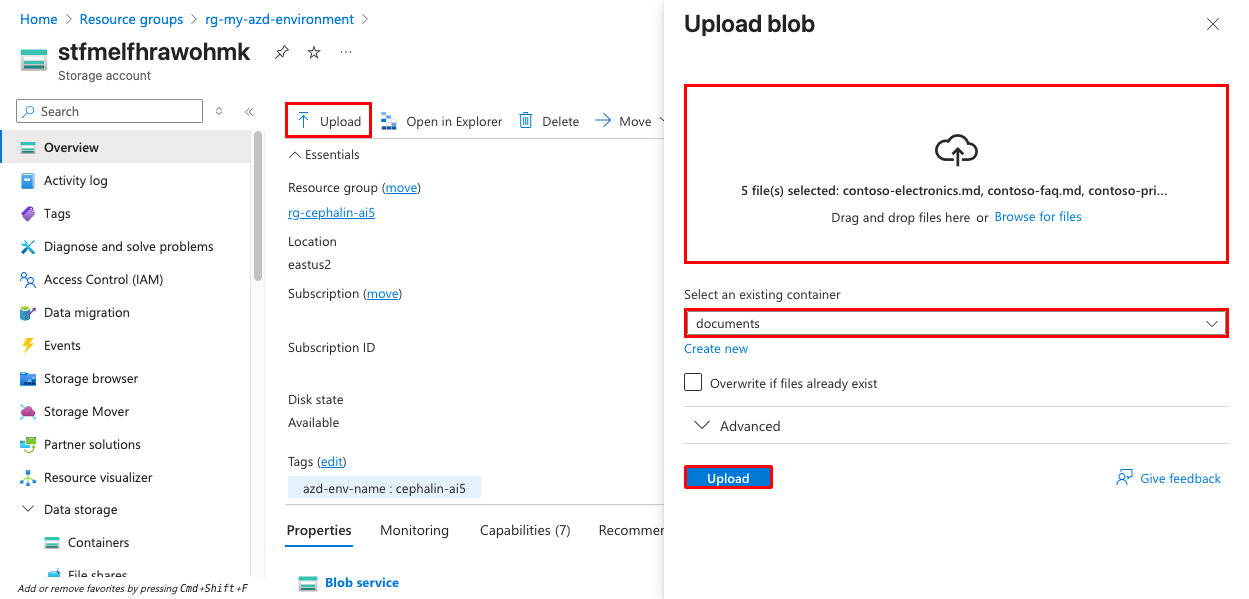 Home > Resource groups > rg-my-azd-environment >
stfmelfhrawohmk
Storage account
Search
Overview
Activity log
Tags
Diagnose and solve problems
Access Control (IAM)
Data migration
Events
Storage browser
Storage Mover
Partner solutions
Resource visualizer
Data storage
Containers
File shares
Add or remove favorites by pressing Cmd+Shift+F
Upload
Open in Explorer
Delete
Move
Essentials
Resource group (move)
rg-cephalin-ai5
Location
eastus2
Subscription (move)
Subscription ID
Disk state
Available
Tags (edit)
azd-env-name : cephalin-ai5
Properties
Monitoring
Capabilities (7)
Recommen
Blob service
Upload blob
5 file(s) selected: contoso-electronics.md, contoso-faq.md, contoso-pri...
Drag and drop files here or Browse for files
Select an existing container
documents
Create new
Overwrite if files already exist
Advanced
Upload
Give feedback